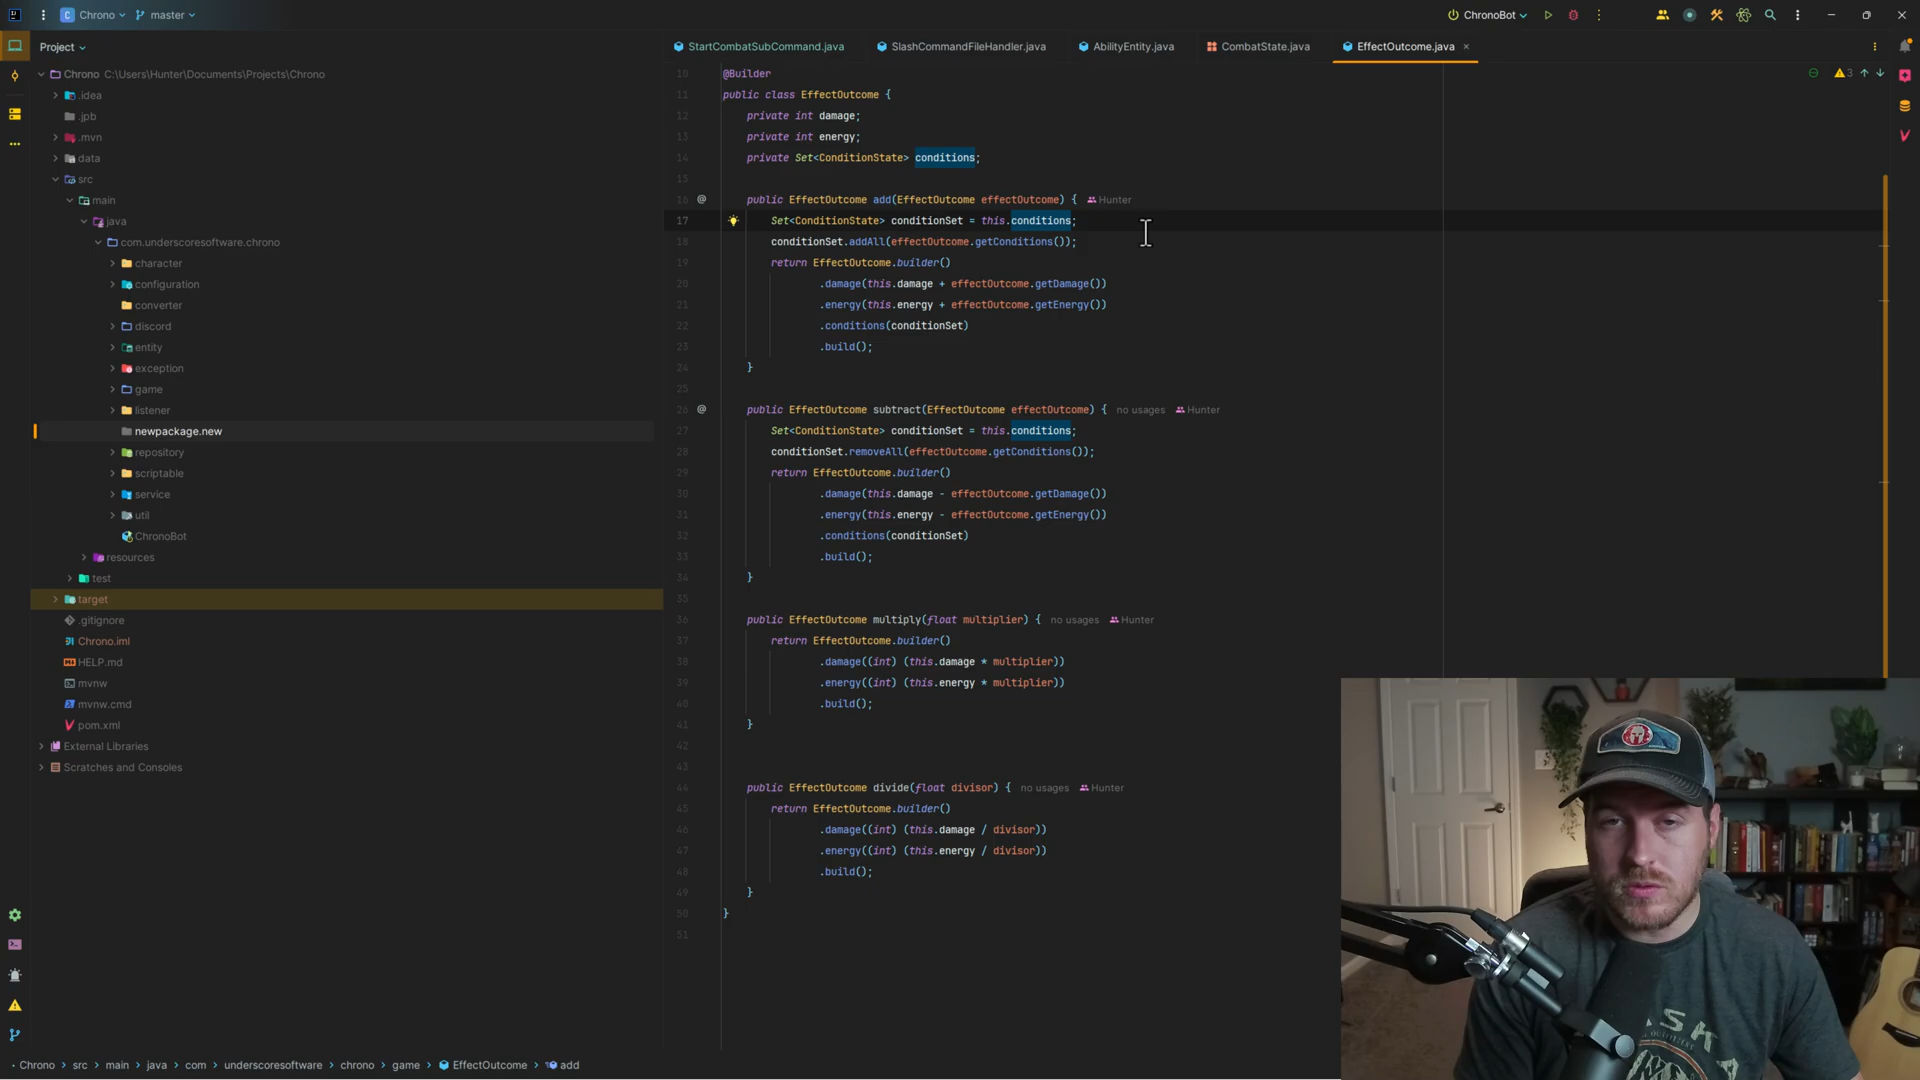 Chrono
master
ChronoBot
Project
StartCombatSubCommand.java
SlashCommandFileHandler.java
AbilityEntity.java
CombatState.java
EffectOutcome.java
Chrono C:\Users\Hunter\Documents\Projects\Chrono
.idea
.jpb
.mvn
data
src
main
java
com.underscoresoftware.chrono
character
configuration
converter
discord
entity
exception
game
listener
newpackage.new
repository
scriptable
service
util
ChronoBot
resources
test
target
.gitignore
Chrono.iml
HELP.md
mvnw
mvnw.cmd
pom.xml
External Libraries
Scratches and Consoles
3
10 @Builder
11 public class EffectOutcome {
12 private int damage;
13 private int energy;
14 private Set<ConditionState> conditions;
15
16 public EffectOutcome add(EffectOutcome effectOutcome) { Hunter
17 Set<ConditionState> conditionSet = this.conditions;
18 conditionSet.addAll(effectOutcome.getConditions());
19 return EffectOutcome.builder()
20 .damage(this.damage + effectOutcome.getDamage())
21 .energy(this.energy + effectOutcome.getEnergy())
22 .conditions(conditionSet)
23 .build();
24 }
25
26 public EffectOutcome subtract(EffectOutcome effectOutcome) { no usages Hunter
27 Set<ConditionState> conditionSet = this.conditions;
28 conditionSet.removeAll(effectOutcome.getConditions());
29 return EffectOutcome.builder()
30 .damage(this.damage - effectOutcome.getDamage())
31 .energy(this.energy - effectOutcome.getEnergy())
32 .conditions(conditionSet)
33 .build();
34 }
35
36 public EffectOutcome multiply(float multiplier) { no usages Hunter
37 return EffectOutcome.builder()
38 .damage((int) (this.damage * multiplier))
39 .energy((int) (this.energy * multiplier))
40 .build();
41 }
42
43
44 public EffectOutcome divide(float divisor) { no usages Hunter
45 return EffectOutcome.builder()
46 .damage((int) (this.damage / divisor))
47 .energy((int) (this.energy / divisor))
48 .build();
49 }
50 }
51
Chrono > src > main > java > com > underscoresoftware > chrono > game > EffectOutcome > add